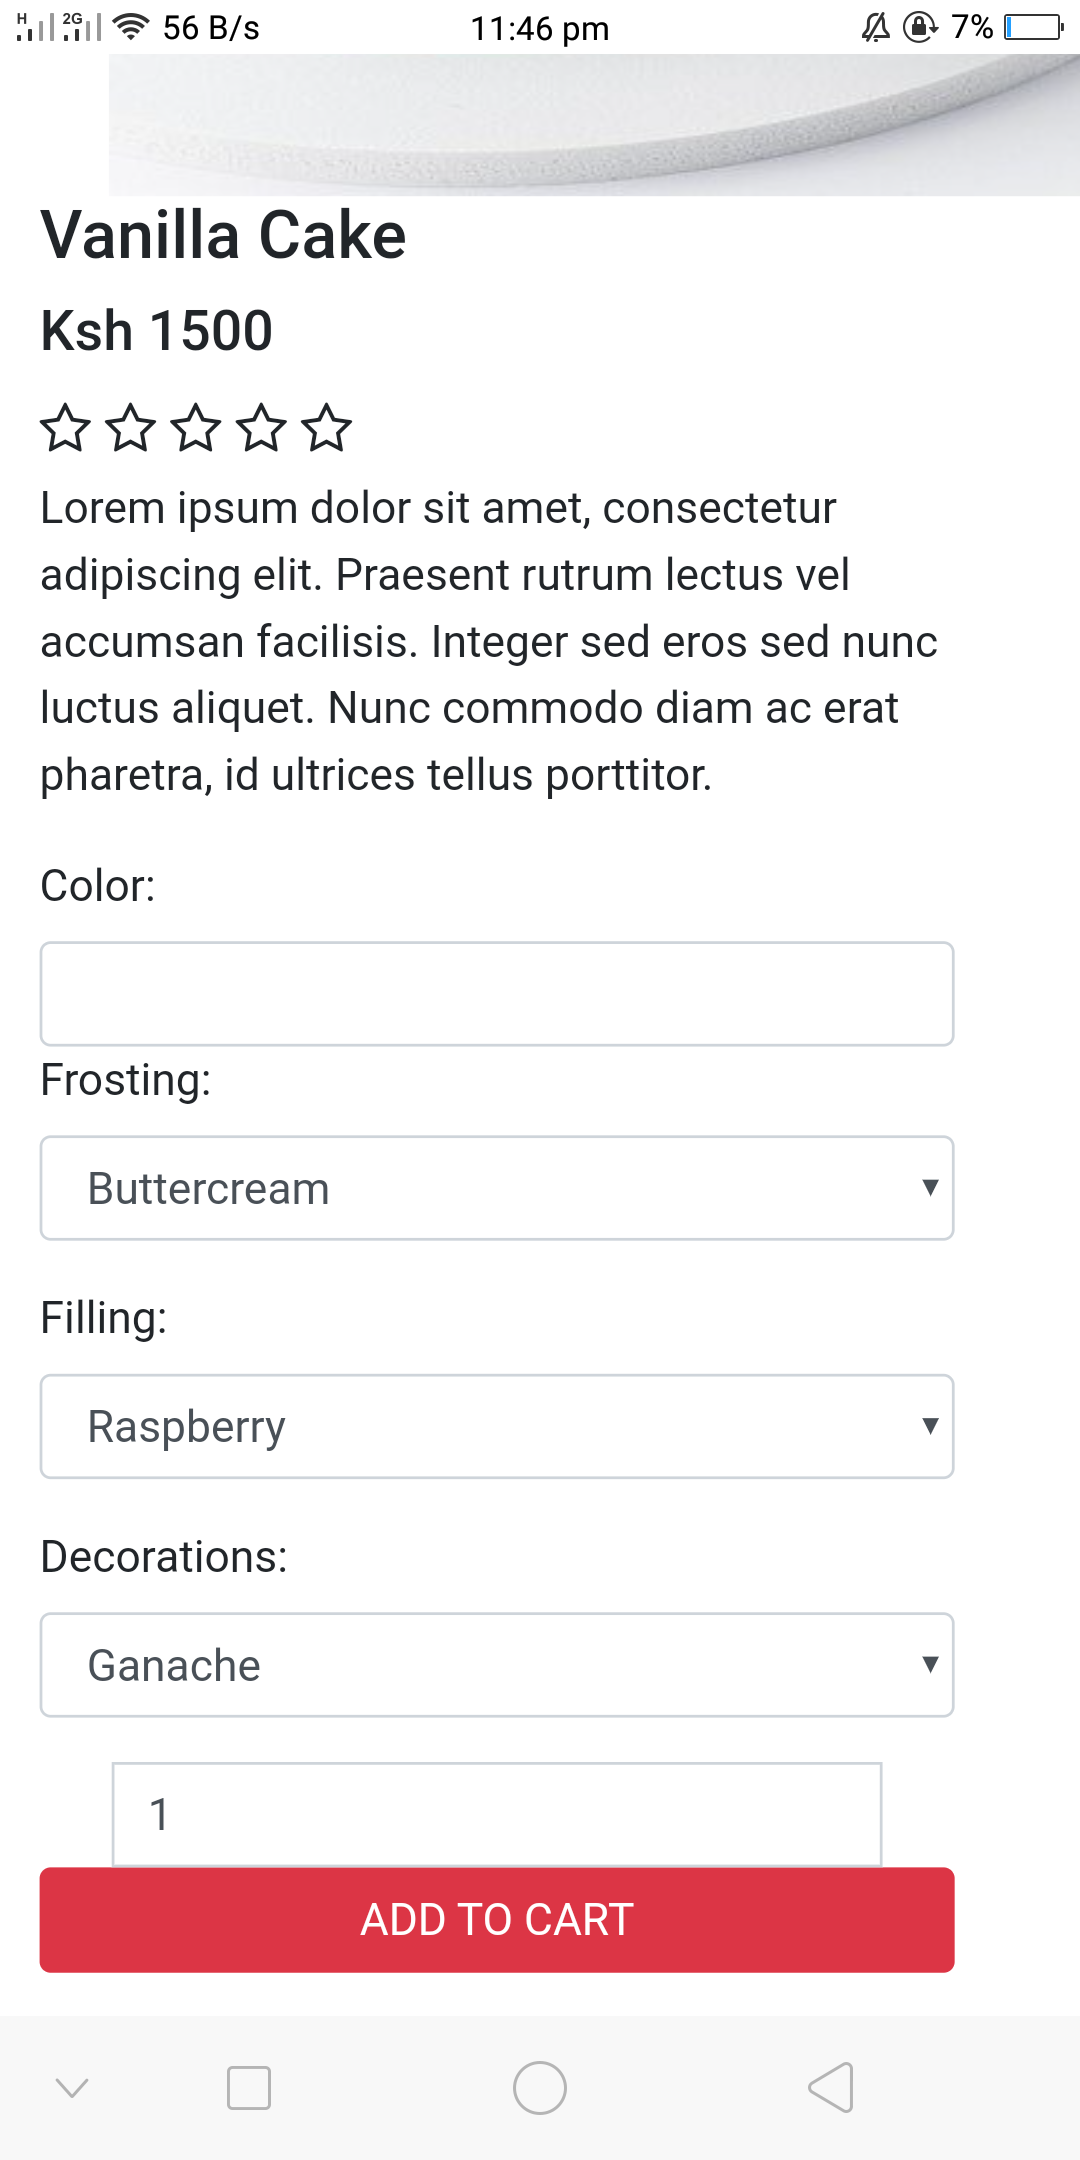 H 2G 56 B/s 11:46 pm 7%
Vanilla Cake
Ksh 1500
Lorem ipsum dolor sit amet, consectetur
adipiscing elit. Praesent rutrum lectus vel
accumsan facilisis. Integer sed eros sed nunc
luctus aliquet. Nunc commodo diam ac erat
pharetra, id ultrices tellus porttitor.
Color:
Frosting:
Buttercream
Filling:
Raspberry
Decorations:
Ganache
1
ADD TO CART